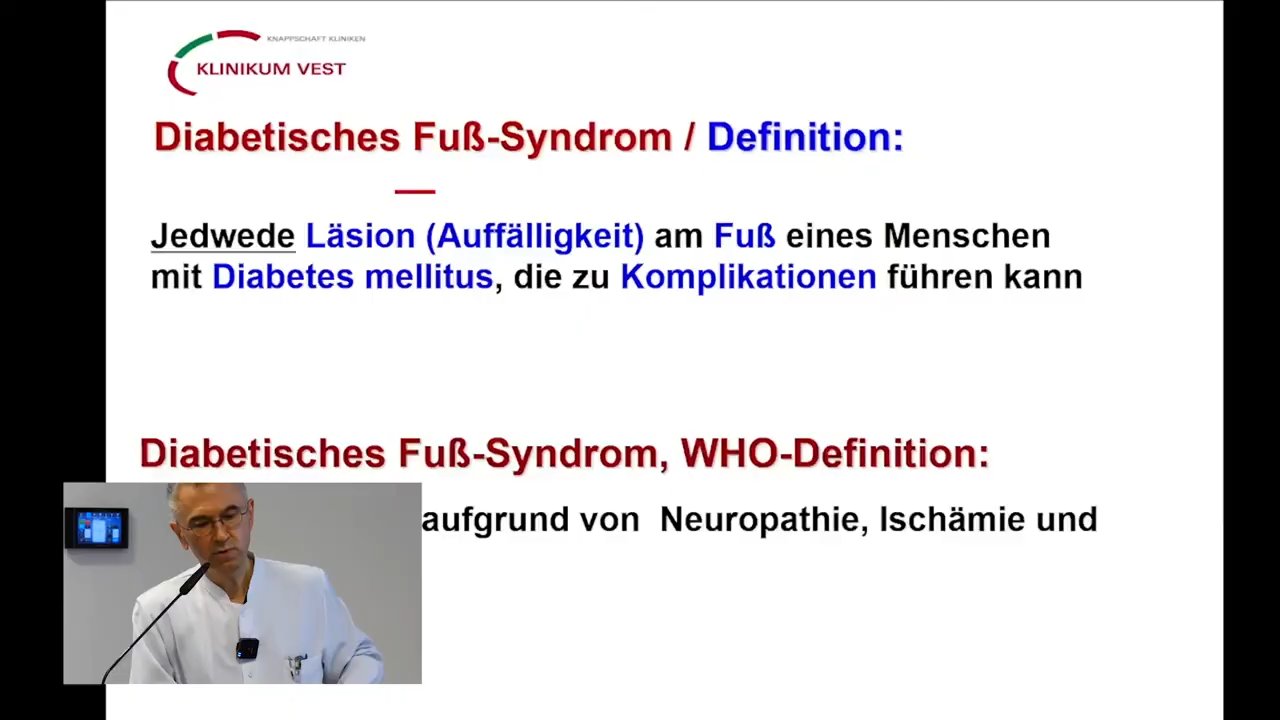 KNAPPSCHAFT KLINIKEN
KLINIKUM VEST
Diabetisches Fuß-Syndrom / Definition:
Jedwede Läsion (Auffälligkeit) am Fuß eines Menschen
mit Diabetes mellitus, die zu Komplikationen führen kann
Diabetisches Fuß-Syndrom, WHO-Definition:
aufgrund von Neuropathie, Ischämie und